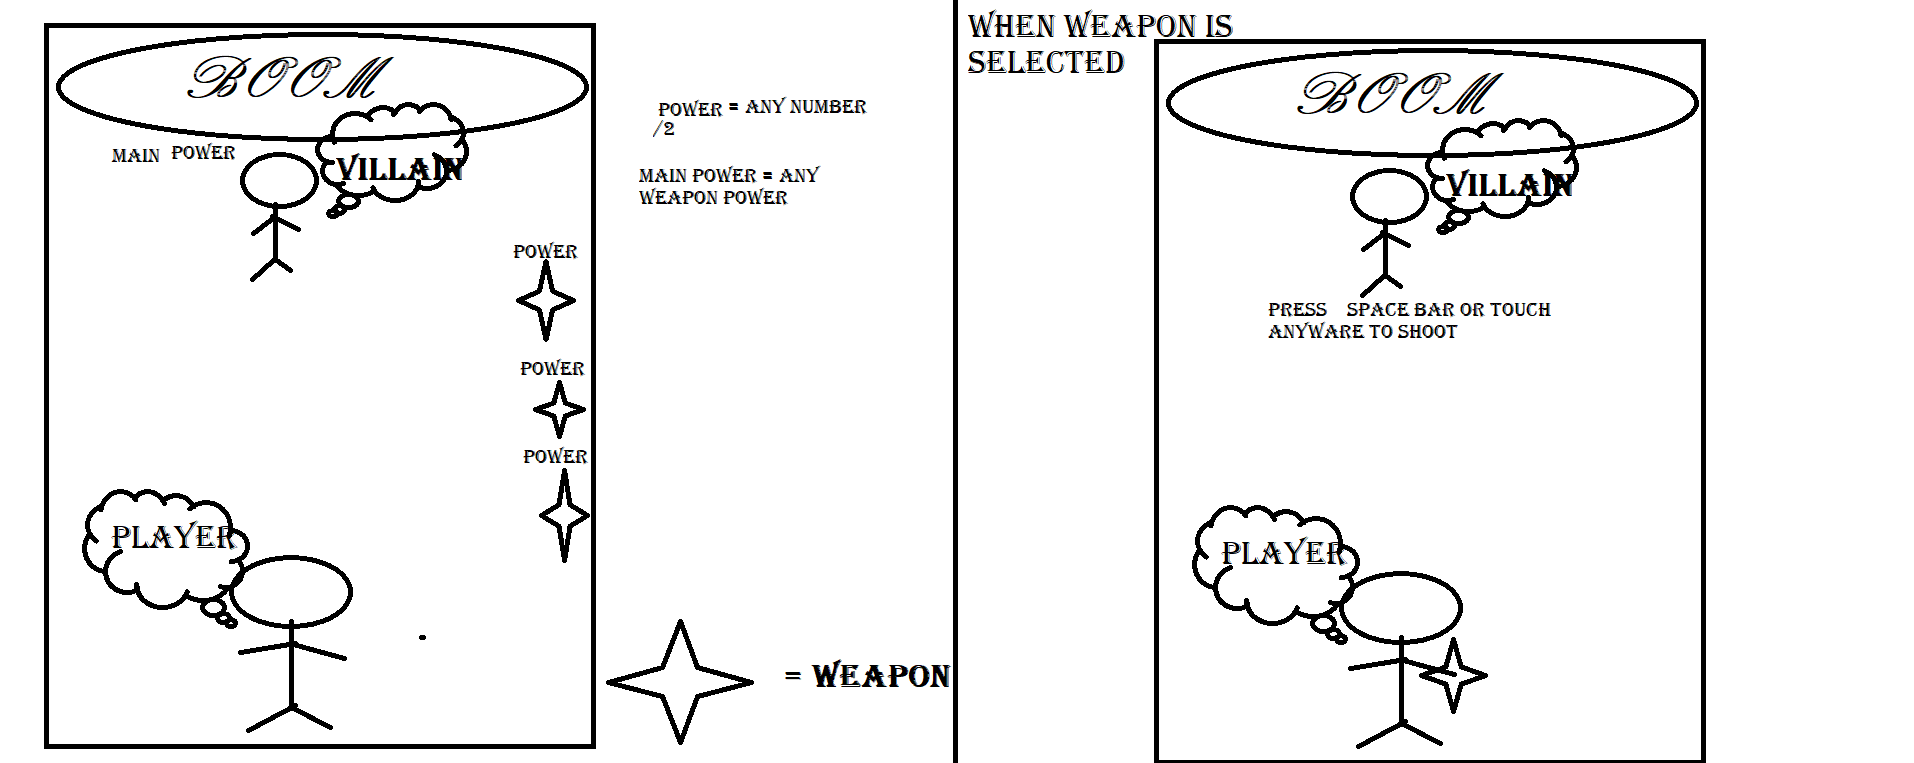 BOOM
MAIN POWER
VILLAIN
POWER
POWER
POWER
PLAYER
POWER = ANY NUMBER
/2
MAIN POWER = ANY
WEAPON POWER
= WEAPON
WHEN WEAPON IS
SELECTED
BOOM
VILLAIN
PRESS SPACE BAR OR TOUCH
ANYWARE TO SHOOT
PLAYER